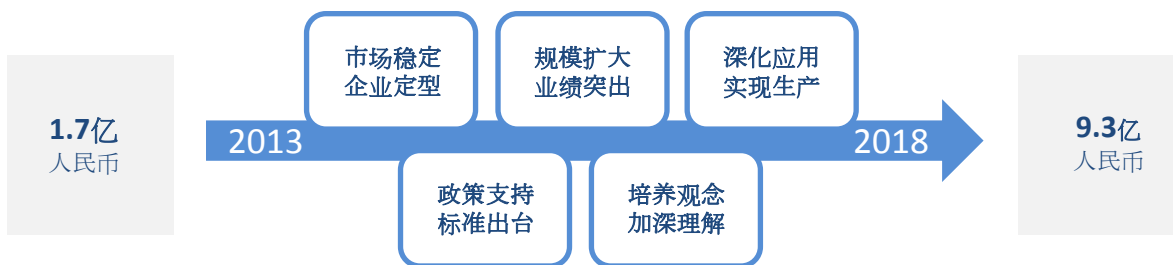 1.7亿
人民币
2013
市场稳定
企业定型
规模扩大
业绩突出
深化应用
实现生产
政策支持
标准出台
培养观念
加深理解
2018
9.3亿
人民币